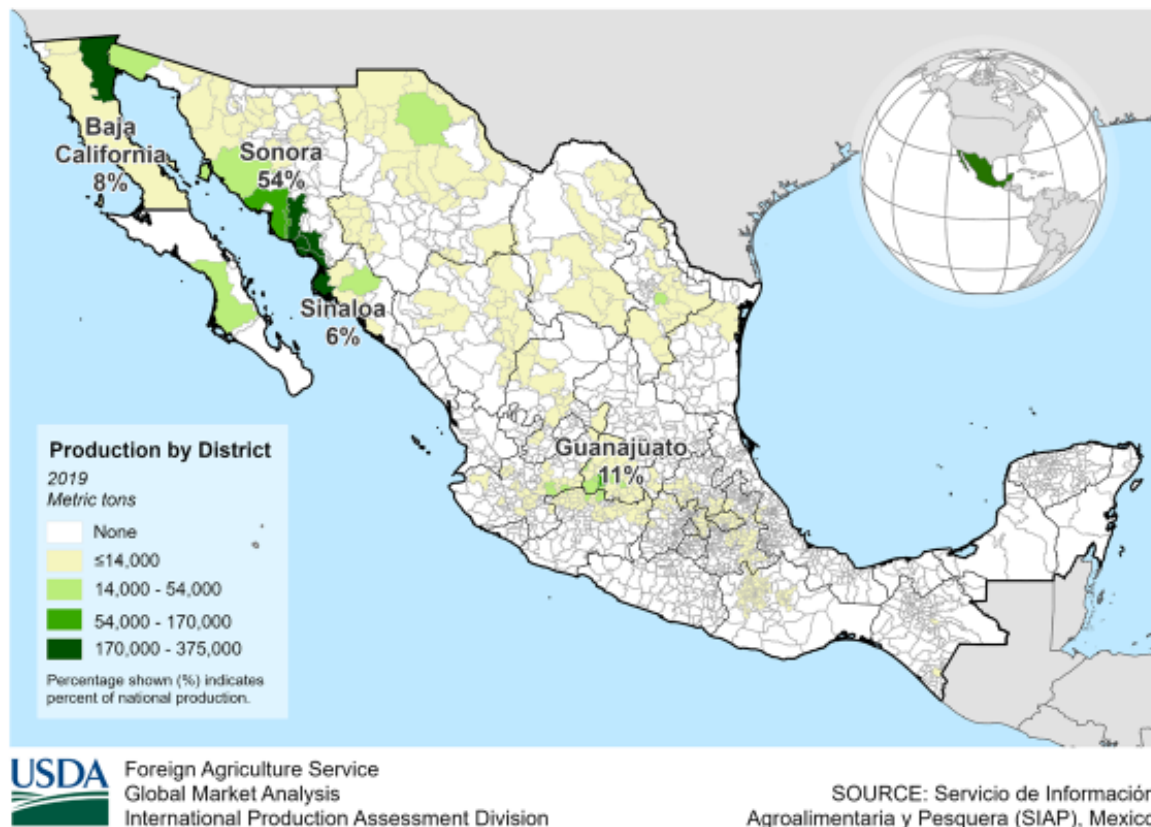 Baja
California
8%
Sonora
54%
Sinaloa
6%
Guanajuato
11%
Production by District
2019
Metric tons
None
≤14,000
14,000 - 54,000
54,000 - 170,000
170,000 - 375,000
Percentage shown (%) indicates
percent of national production.
USDA
Foreign Agriculture Service
Global Market Analysis
International Production Assessment Division
SOURCE: Servicio de Información
Agroalimentaria y Pesquera (SIAP), Mexico